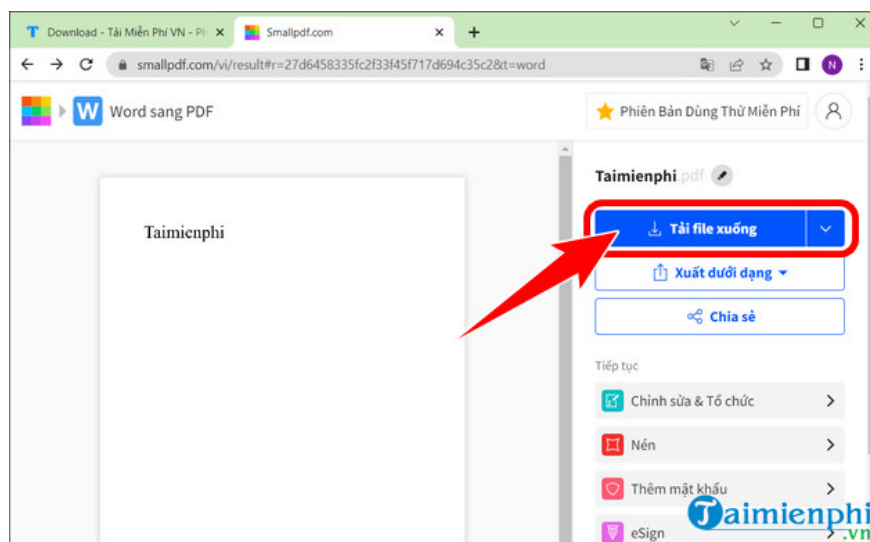 Download - Tải Miễn Phí VN - Ph
Smallpdf.com
smallpdf.com/vi/result#r=27d6458335fc2f33f45f717d694c35c28&t=word
N
W
Word sang PDF
Phiên Bản Dùng Thử Miễn Phí
Taimienphi.pdf
Taimienphi
Tải file xuống
Xuất dưới dạng
Chia sẻ
Tiếp tục
Chỉnh sửa & Tổ chức
Nén
Thêm mật khẩu
eSign
Taimienphi
.vn